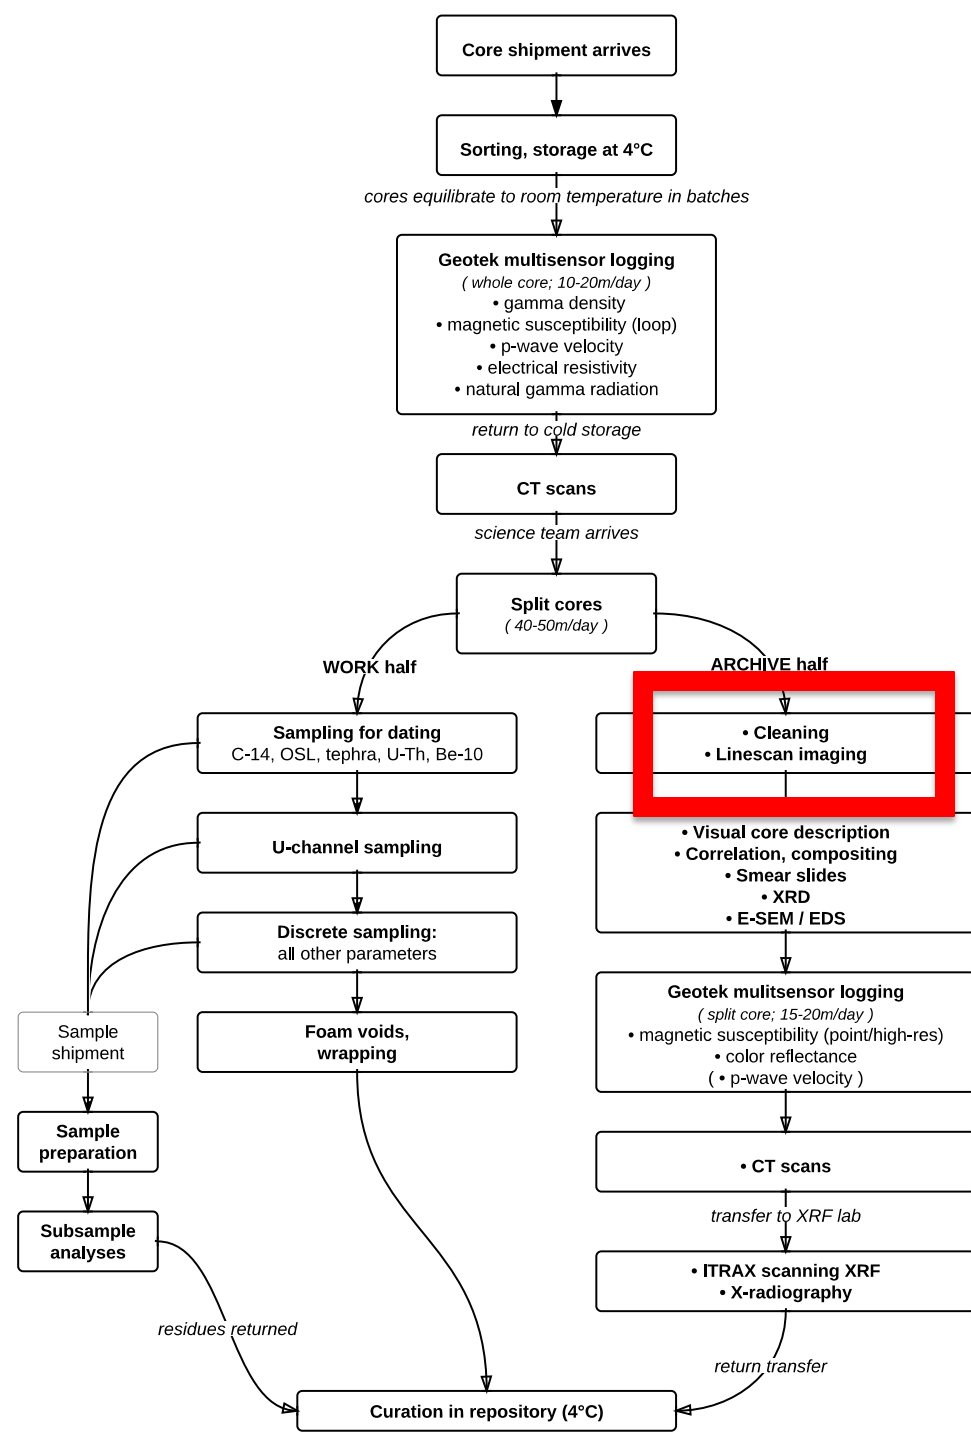 Core shipment arrives
Sorting, storage at 4°C
cores equilibrate to room temperature in batches
Geotek multisensor logging
( whole core; 10-20m/day )
• gamma density
• magnetic susceptibility (loop)
• p-wave velocity
• electrical resistivity
• natural gamma radiation
return to cold storage
CT scans
science team arrives
Split cores
( 40-50m/day )
WORK half
Sampling for dating
C-14, OSL, tephra, U-Th, Be-10
U-channel sampling
Discrete sampling:
all other parameters
Foam voids,
wrapping
Sample
shipment
Sample
preparation
Subsample
analyses
residues returned
ARCHIVE half
• Cleaning
• Linescan imaging
• Visual core description
• Correlation, compositing
• Smear slides
• XRD
• E-SEM / EDS
Geotek mulitsensor logging
( split core; 15-20m/day )
• magnetic susceptibility (point/high-res)
• color reflectance
( • p-wave velocity )
• CT scans
transfer to XRF lab
• ITRAX scanning XRF
• X-radiography
return transfer
Curation in repository (4°C)